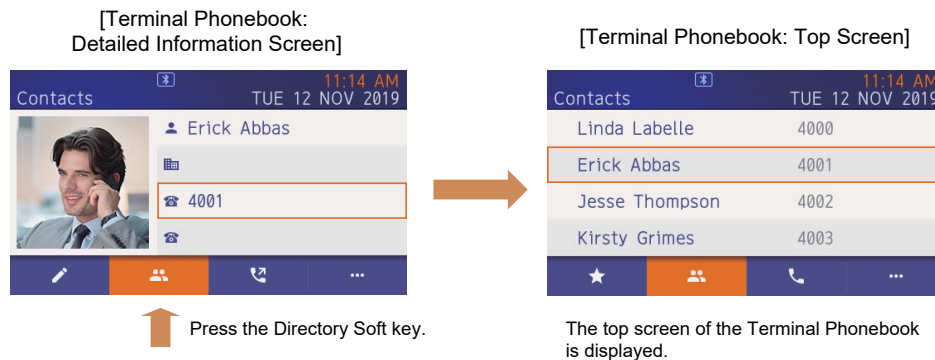 [Terminal Phonebook:
Detailed Information Screen]
11:14 AM
Contacts
TUE 12 NOV 2019
Erick Abbas
4001
Press the Directory Soft key.
[Terminal Phonebook: Top Screen]
11:14 AM
Contacts
TUE 12 NOV 2019
Linda Labelle 4000
Erick Abbas 4001
Jesse Thompson 4002
Kirsty Grimes 4003
The top screen of the Terminal Phonebook
is displayed.